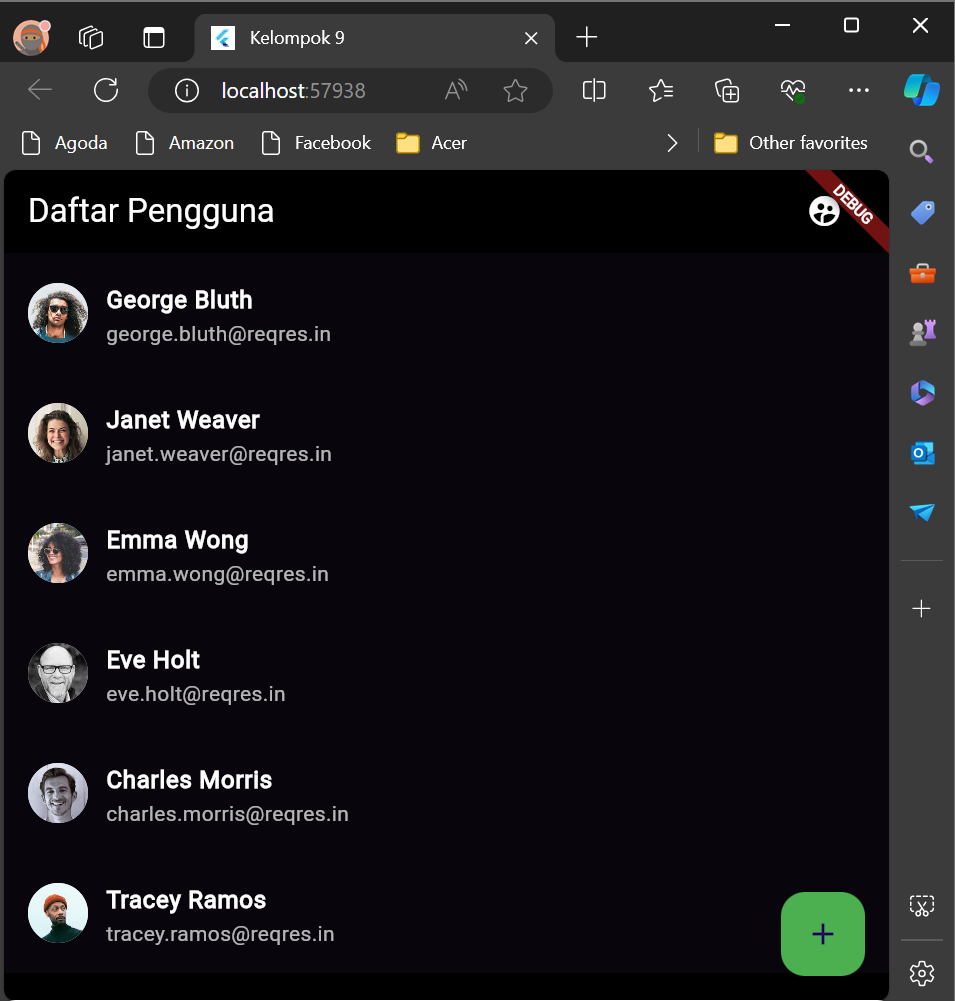 Kelompok 9
localhost:57938
Agoda
Amazon
Facebook
Acer
Other favorites
Daftar Pengguna
DEBUG
George Bluth
george.bluth@reqres.in
Janet Weaver
janet.weaver@reqres.in
Emma Wong
emma.wong@reqres.in
Eve Holt
eve.holt@reqres.in
Charles Morris
charles.morris@reqres.in
Tracey Ramos
tracey.ramos@reqres.in